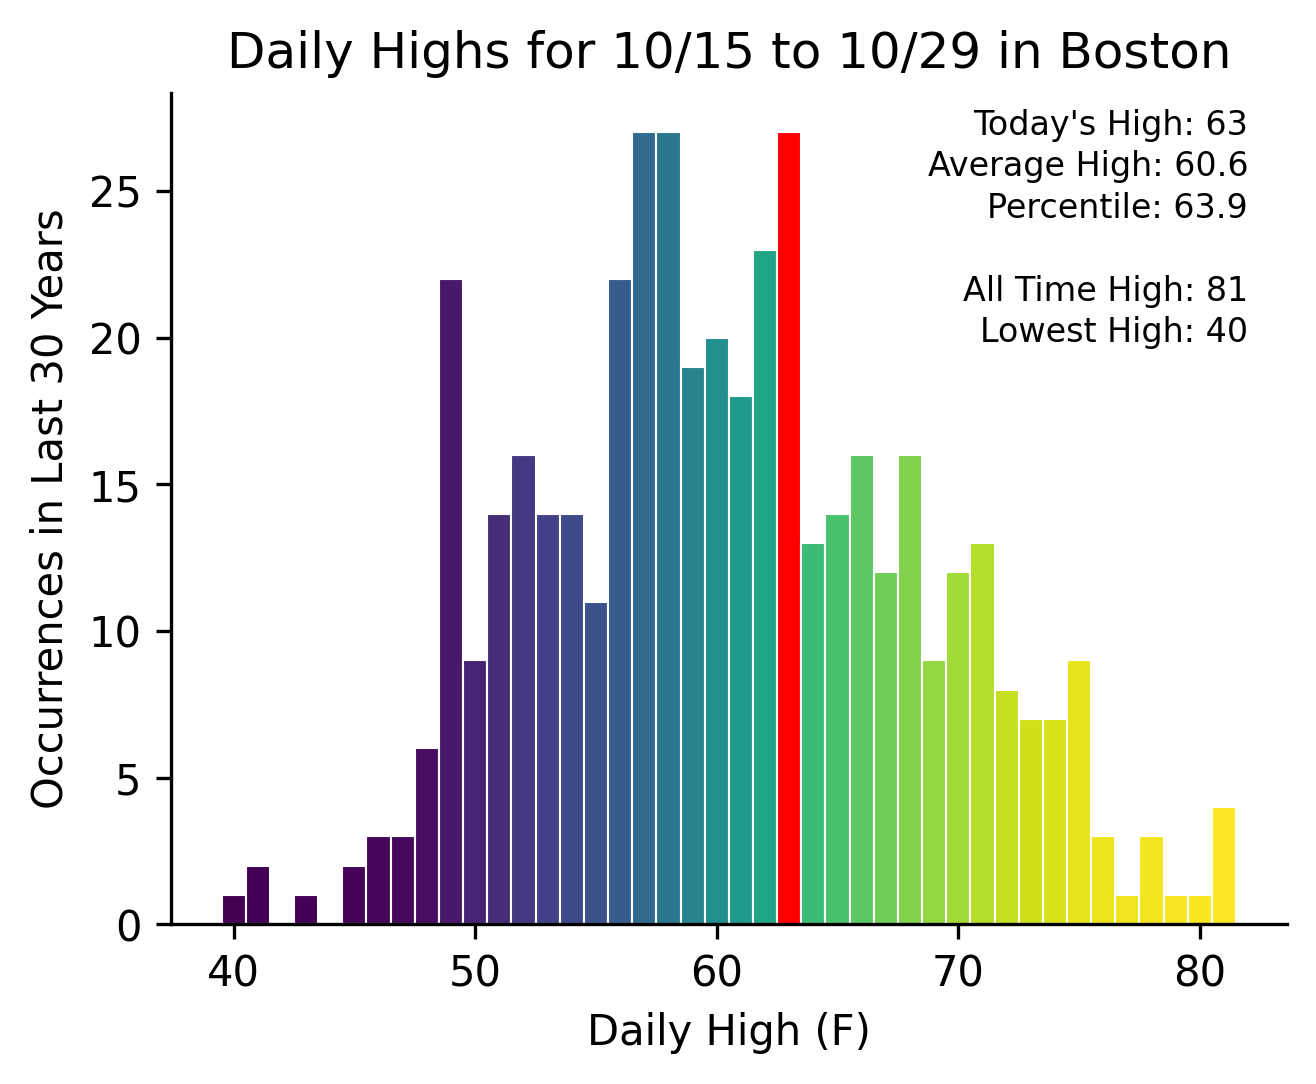 Daily Highs for 10/15 to 10/29 in Boston
Today's High: 63
Average High: 60.6
Percentile: 63.9
All Time High: 81
Lowest High: 40
Occurrences in Last 30 Years
25
20
15
10
5
0
40 50 60 70 80
Daily High (F)